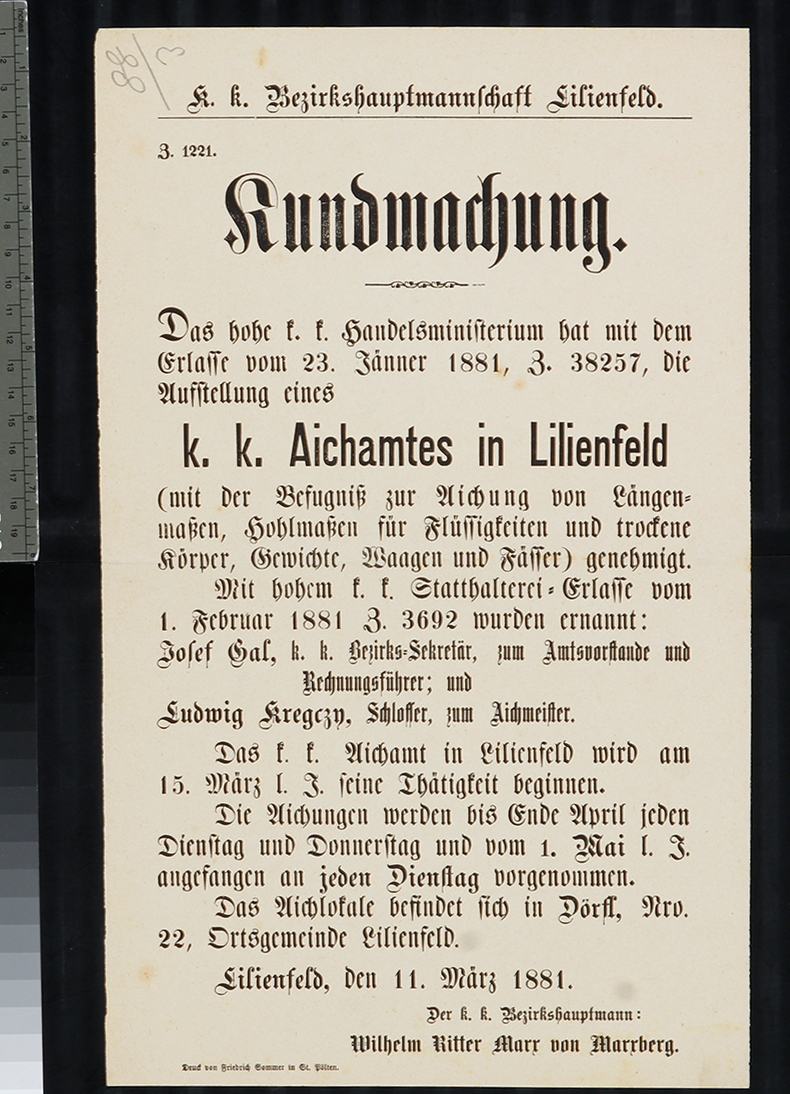 K. k. Bezirkshauptmannschaft Lilienfeld.
Z. 1221.
Kundmachung.
Das hohe k. k. Handelsministerium hat mit dem
Erlasse vom 23. Jänner 1881, Z. 38257, die
Aufstellung eines
k. k. Aichamtes in Lilienfeld
(mit der Befugniß zur Aichung von Längen-
maßen, Hohlmaßen für Flüssigkeiten und trockene
Körper, Gewichte, Waagen und Fässer) genehmigt.
Mit hohem k. k. Statthalterei-Erlasse vom
1. Februar 1881 Z. 3692 wurden ernannt:
Josef Gal, k. k. Bezirks-Sekretär, zum Amtsvorstande und
Rechnungsführer; und
Ludwig Kregczy, Schlosser, zum Aichmeister.
Das k. k. Aichamt in Lilienfeld wird am
15. März l. J. seine Thätigkeit beginnen.
Die Aichungen werden bis Ende April jeden
Dienstag und Donnerstag und vom 1. Mai l. J.
angefangen an jeden Dienstag vorgenommen.
Das Aichlokale befindet sich in Dörfl, Nro.
22, Ortsgemeinde Lilienfeld.
Lilienfeld, den 11. März 1881.
Der k. k. Bezirkshauptmann:
Wilhelm Ritter Marx von Marxberg.
Druck von Friedrich Sommer in St. Pölten.